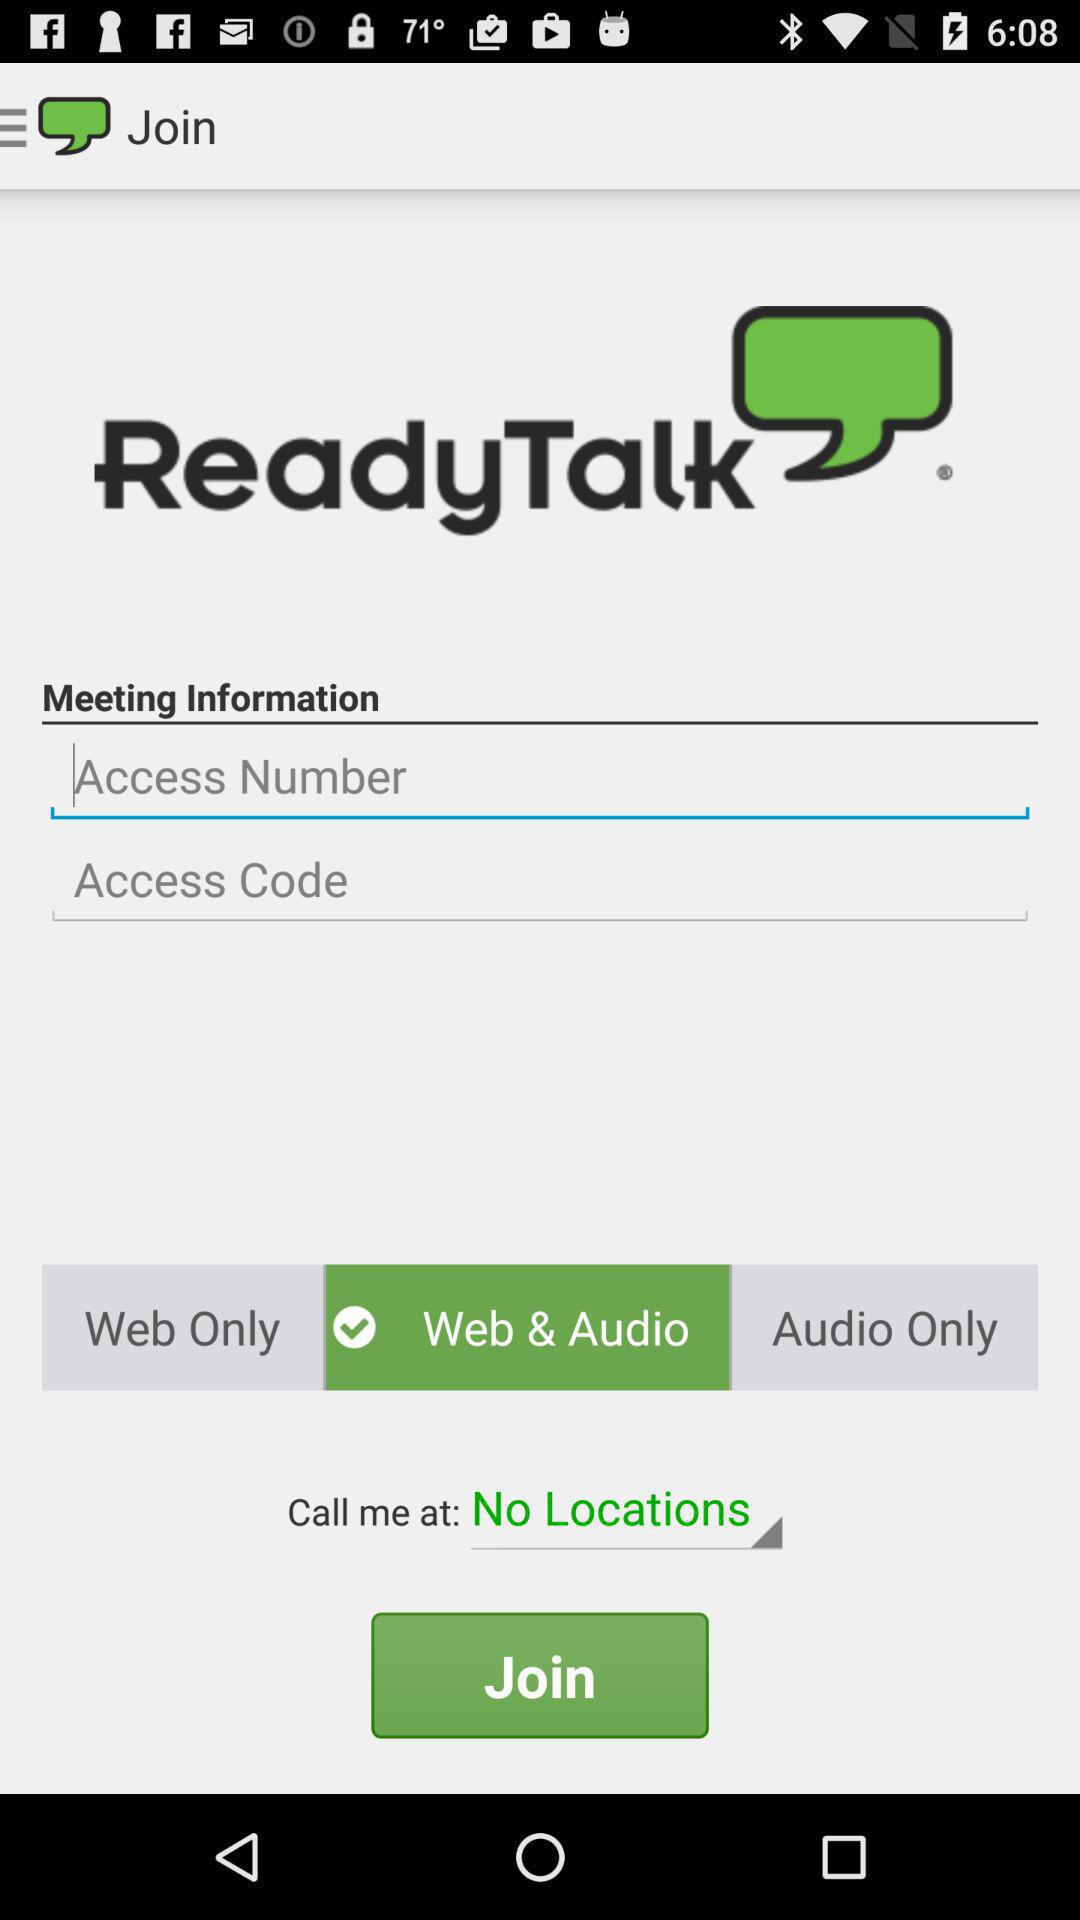 71° 6:08
Join
ReadyTalk®
Meeting Information
Access Number
Access Code
Web Only Web & Audio Audio Only
Call me at: No Locations
Join